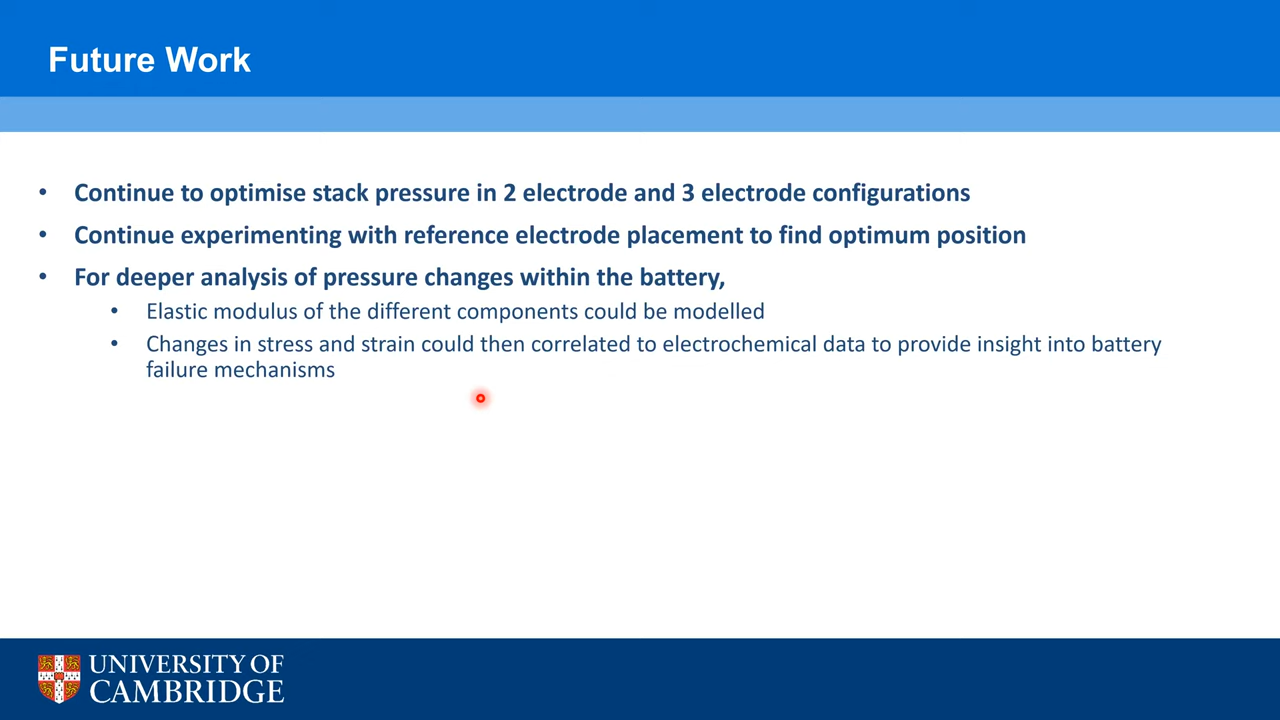 Future Work
• Continue to optimise stack pressure in 2 electrode and 3 electrode configurations
• Continue experimenting with reference electrode placement to find optimum position
• For deeper analysis of pressure changes within the battery,
• Elastic modulus of the different components could be modelled
• Changes in stress and strain could then correlated to electrochemical data to provide insight into battery
failure mechanisms
UNIVERSITY OF
CAMBRIDGE